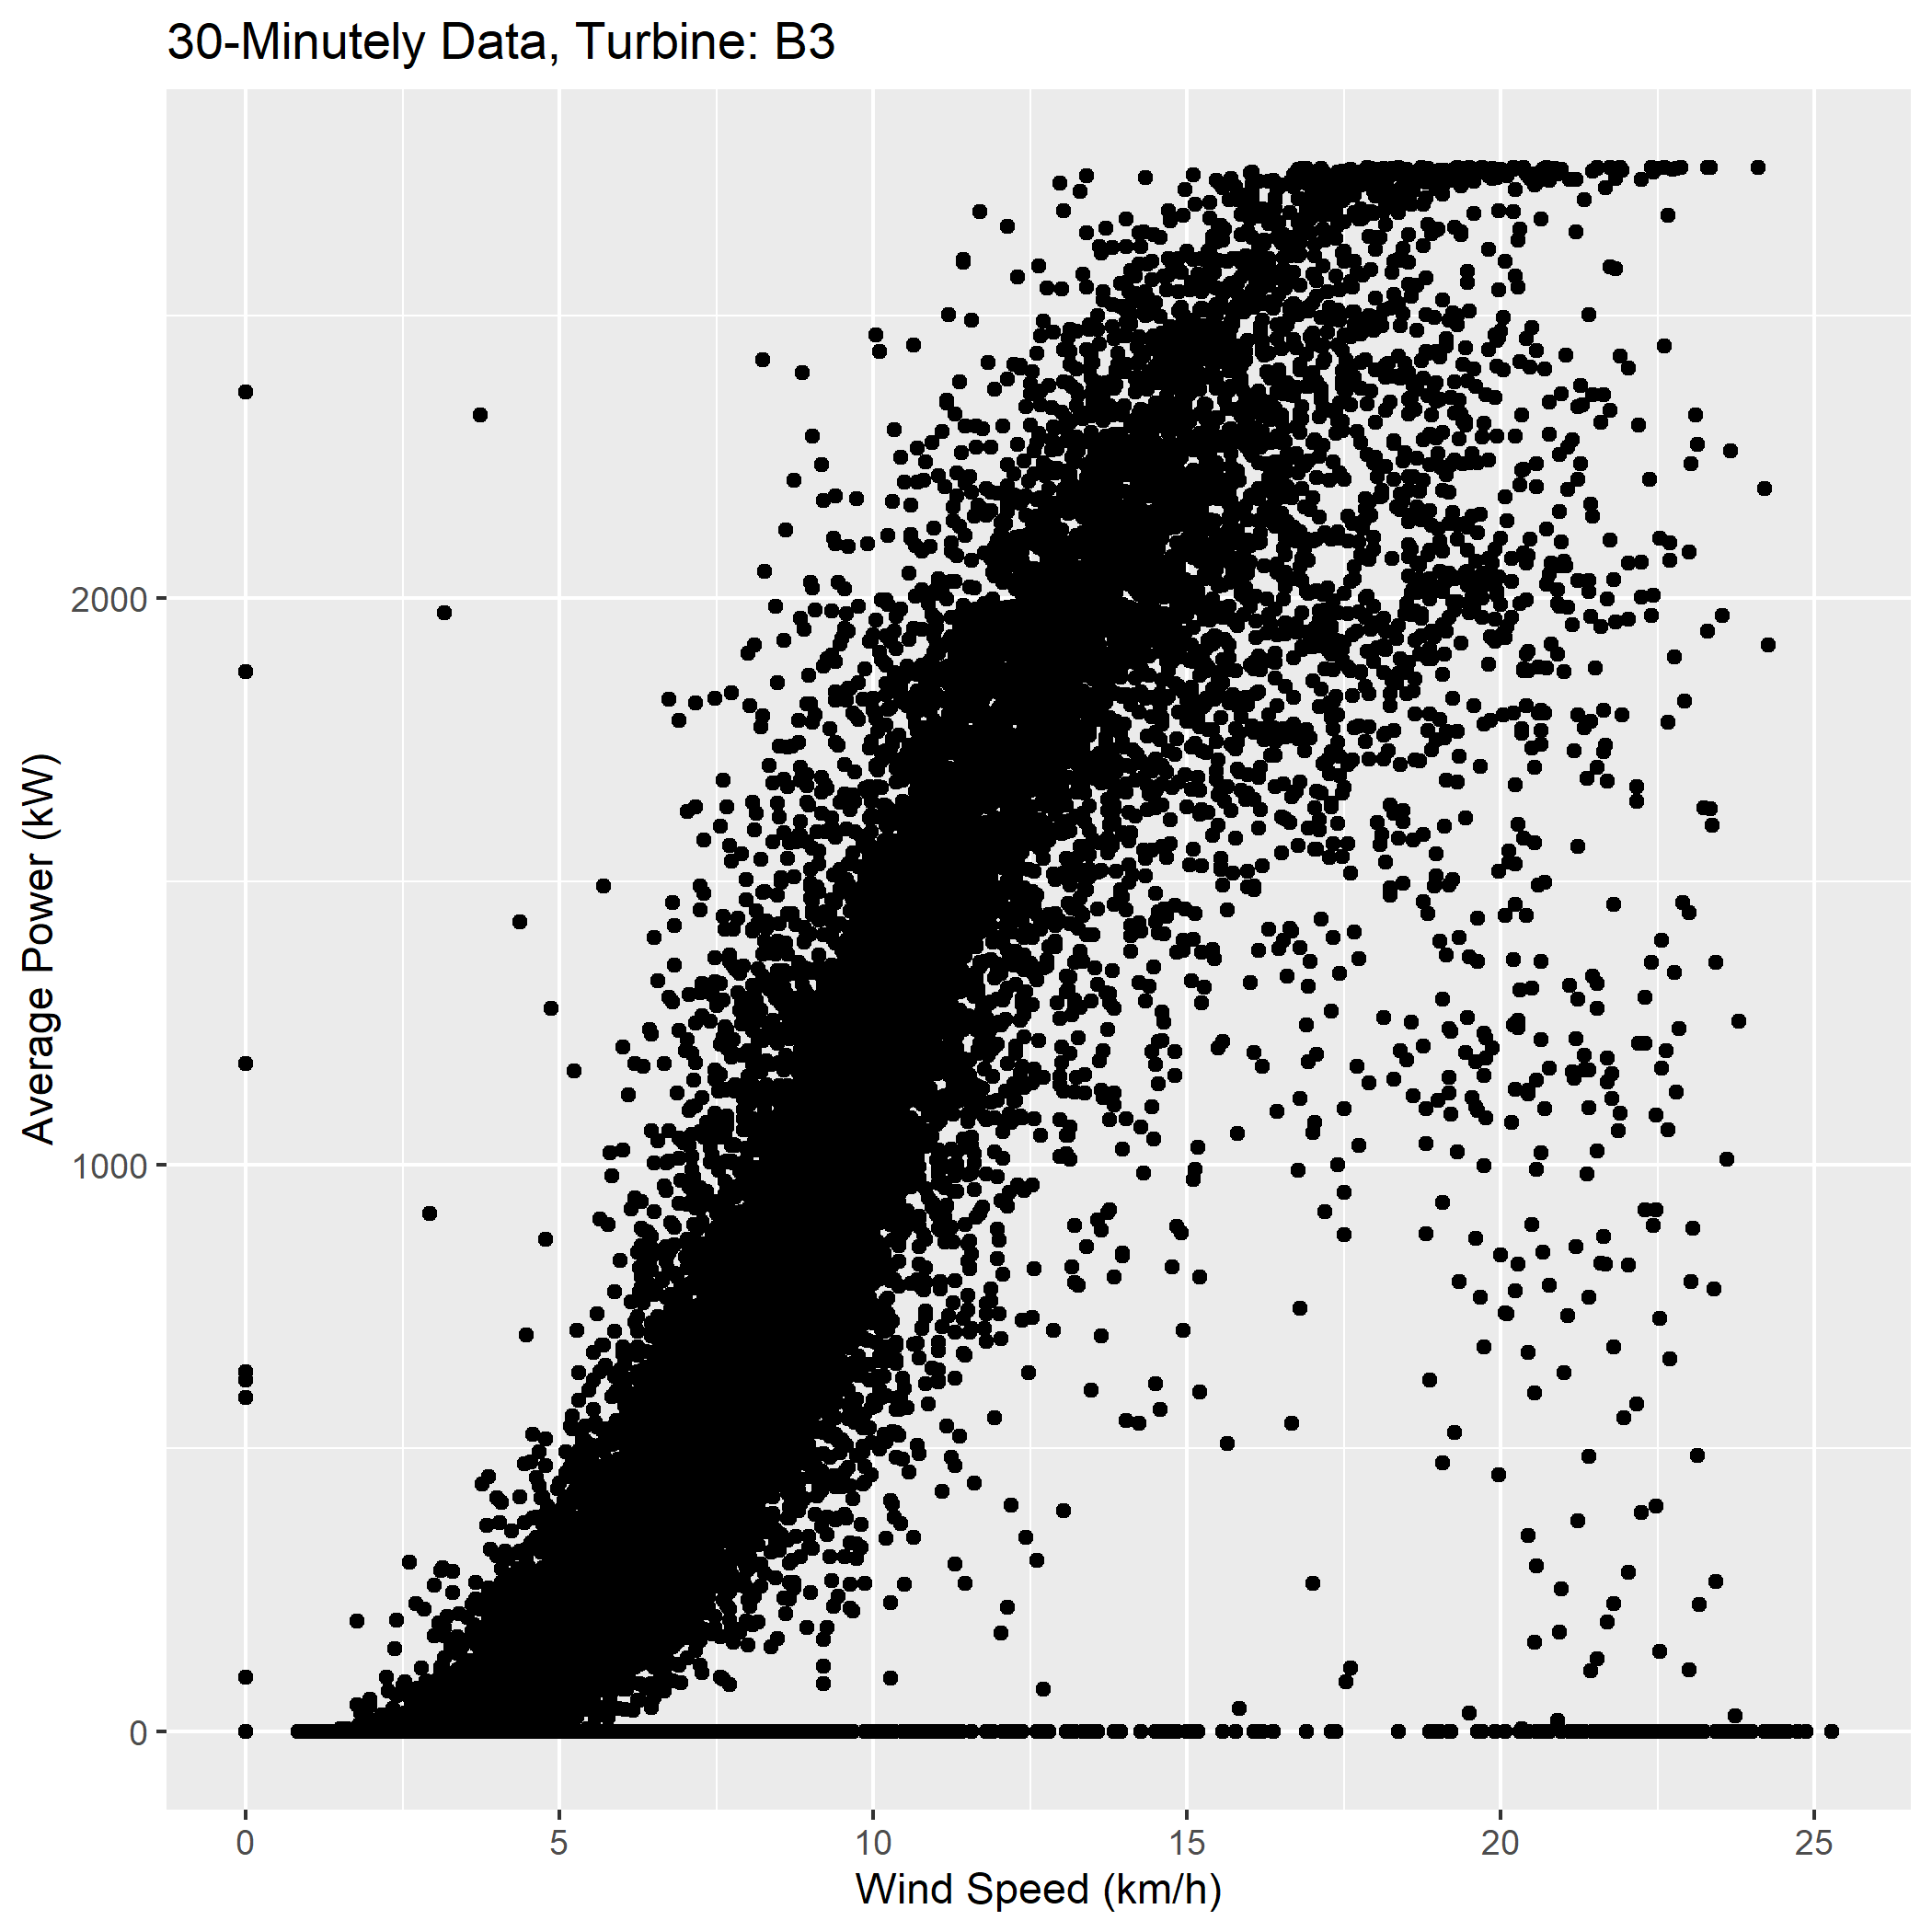 30-Minutely Data, Turbine: B3
Average Power (kW)
2000
1000
0
0 5 10 15 20 25
Wind Speed (km/h)